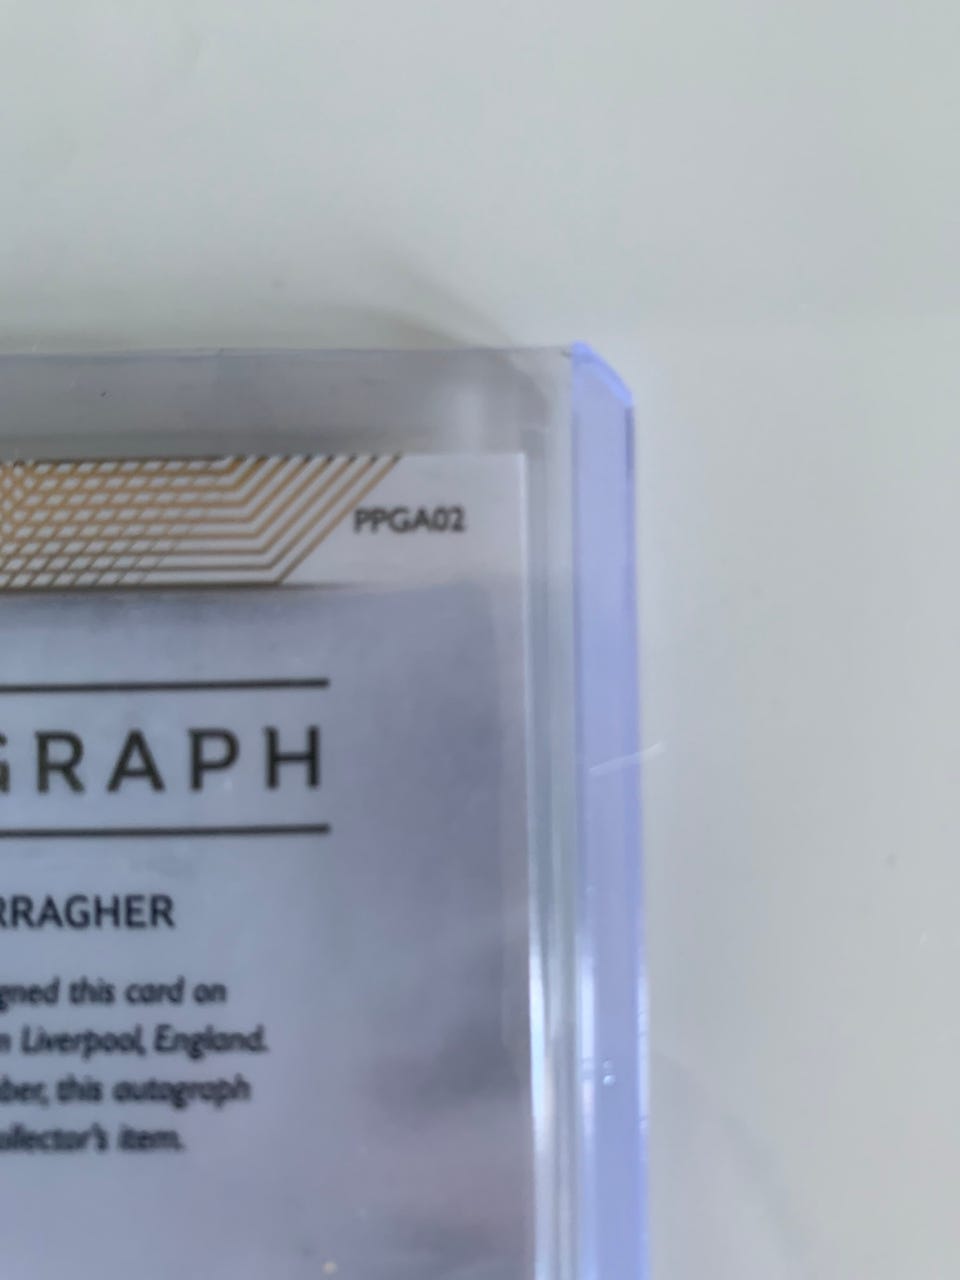 PPGA02
GRAPH
RRAGHER
gned this card on
n Liverpool, England.
ber, this autograph
ollector's item.